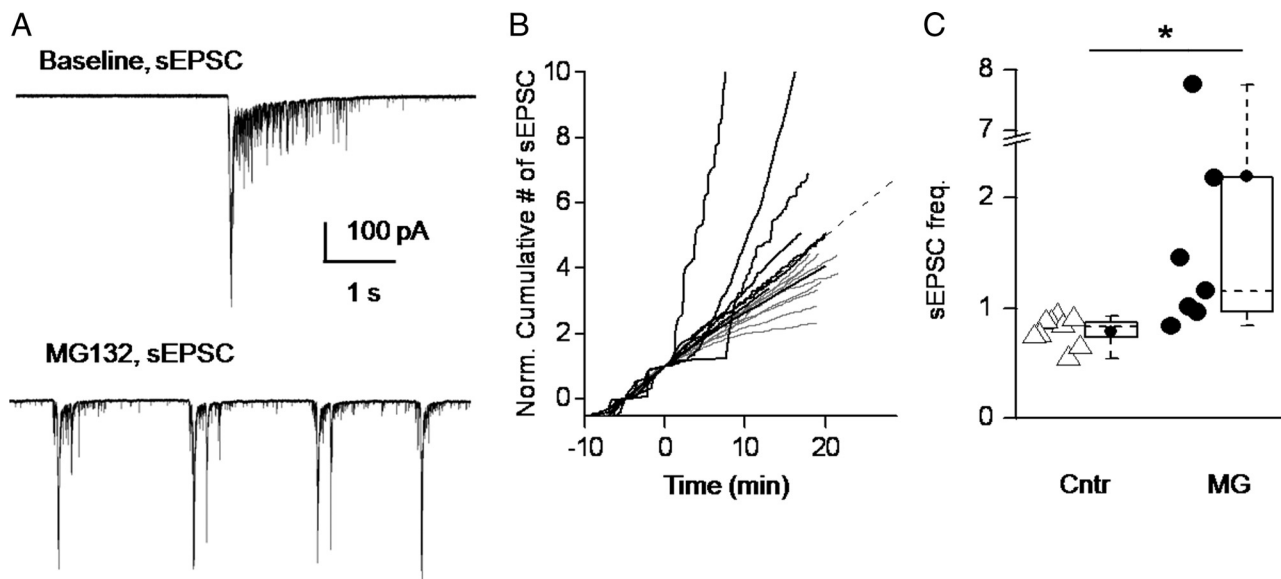 A
Baseline, sEPSC
100 pA
1 s
MG132, sEPSC
B
Norm. Cumulative # of sEPSC
10
8
6
4
2
0
-10
0
10
20
Time (min)
C
*
sEPSC freq.
8
7
2
1
0
Cntr
MG